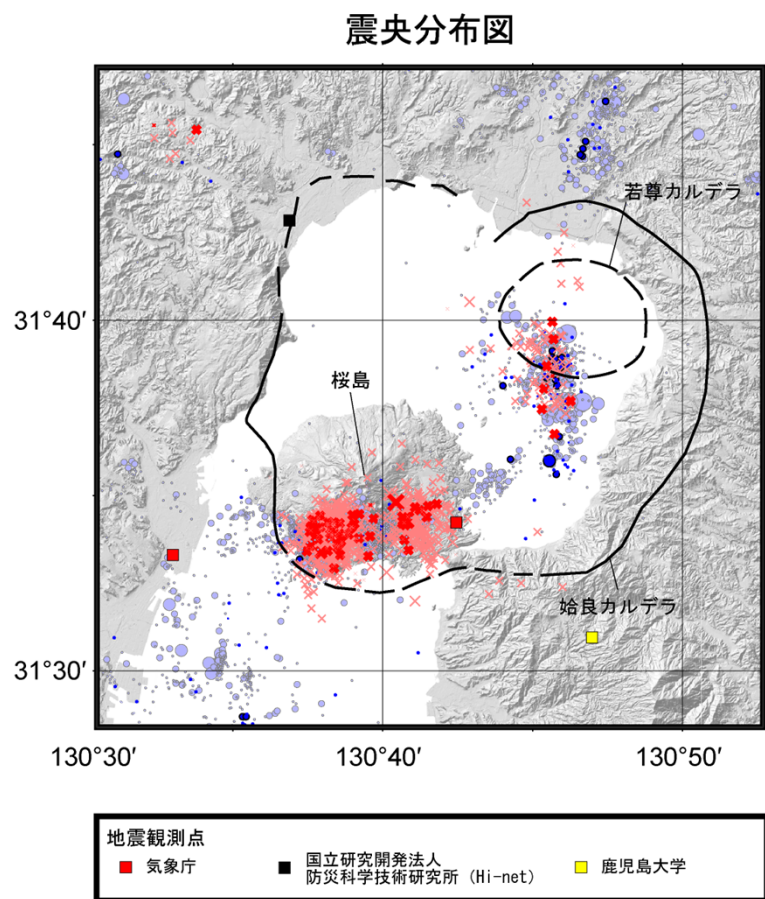 震央分布図
若尊カルデラ
31°40′
桜島
姶良カルデラ
31°30′
130°30′
130°40′
130°50′
地震観測点
気象庁
国立研究開発法人
防災科学技術研究所 (Hi-net)
鹿児島大学